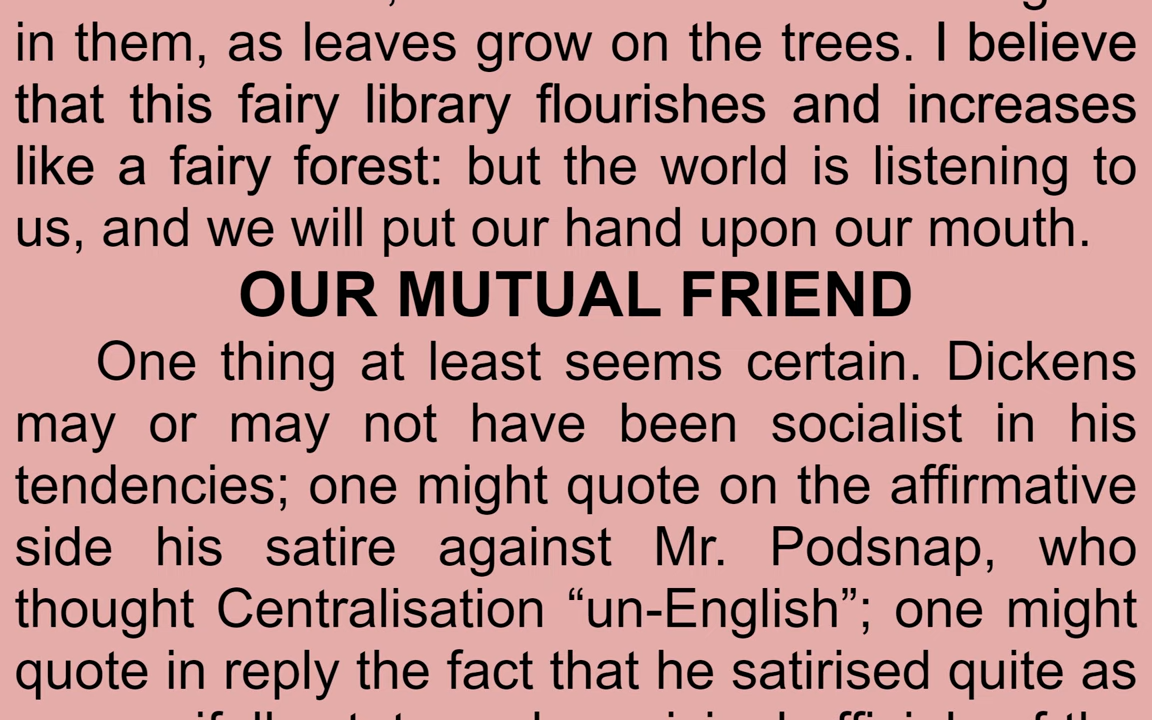 in them, as leaves grow on the trees. I believe
that this fairy library flourishes and increases
like a fairy forest: but the world is listening to
us, and we will put our hand upon our mouth.
OUR MUTUAL FRIEND
One thing at least seems certain. Dickens
may or may not have been socialist in his
tendencies; one might quote on the affirmative
side his satire against Mr. Podsnap, who
thought Centralisation “un-English”; one might
quote in reply the fact that he satirised quite as